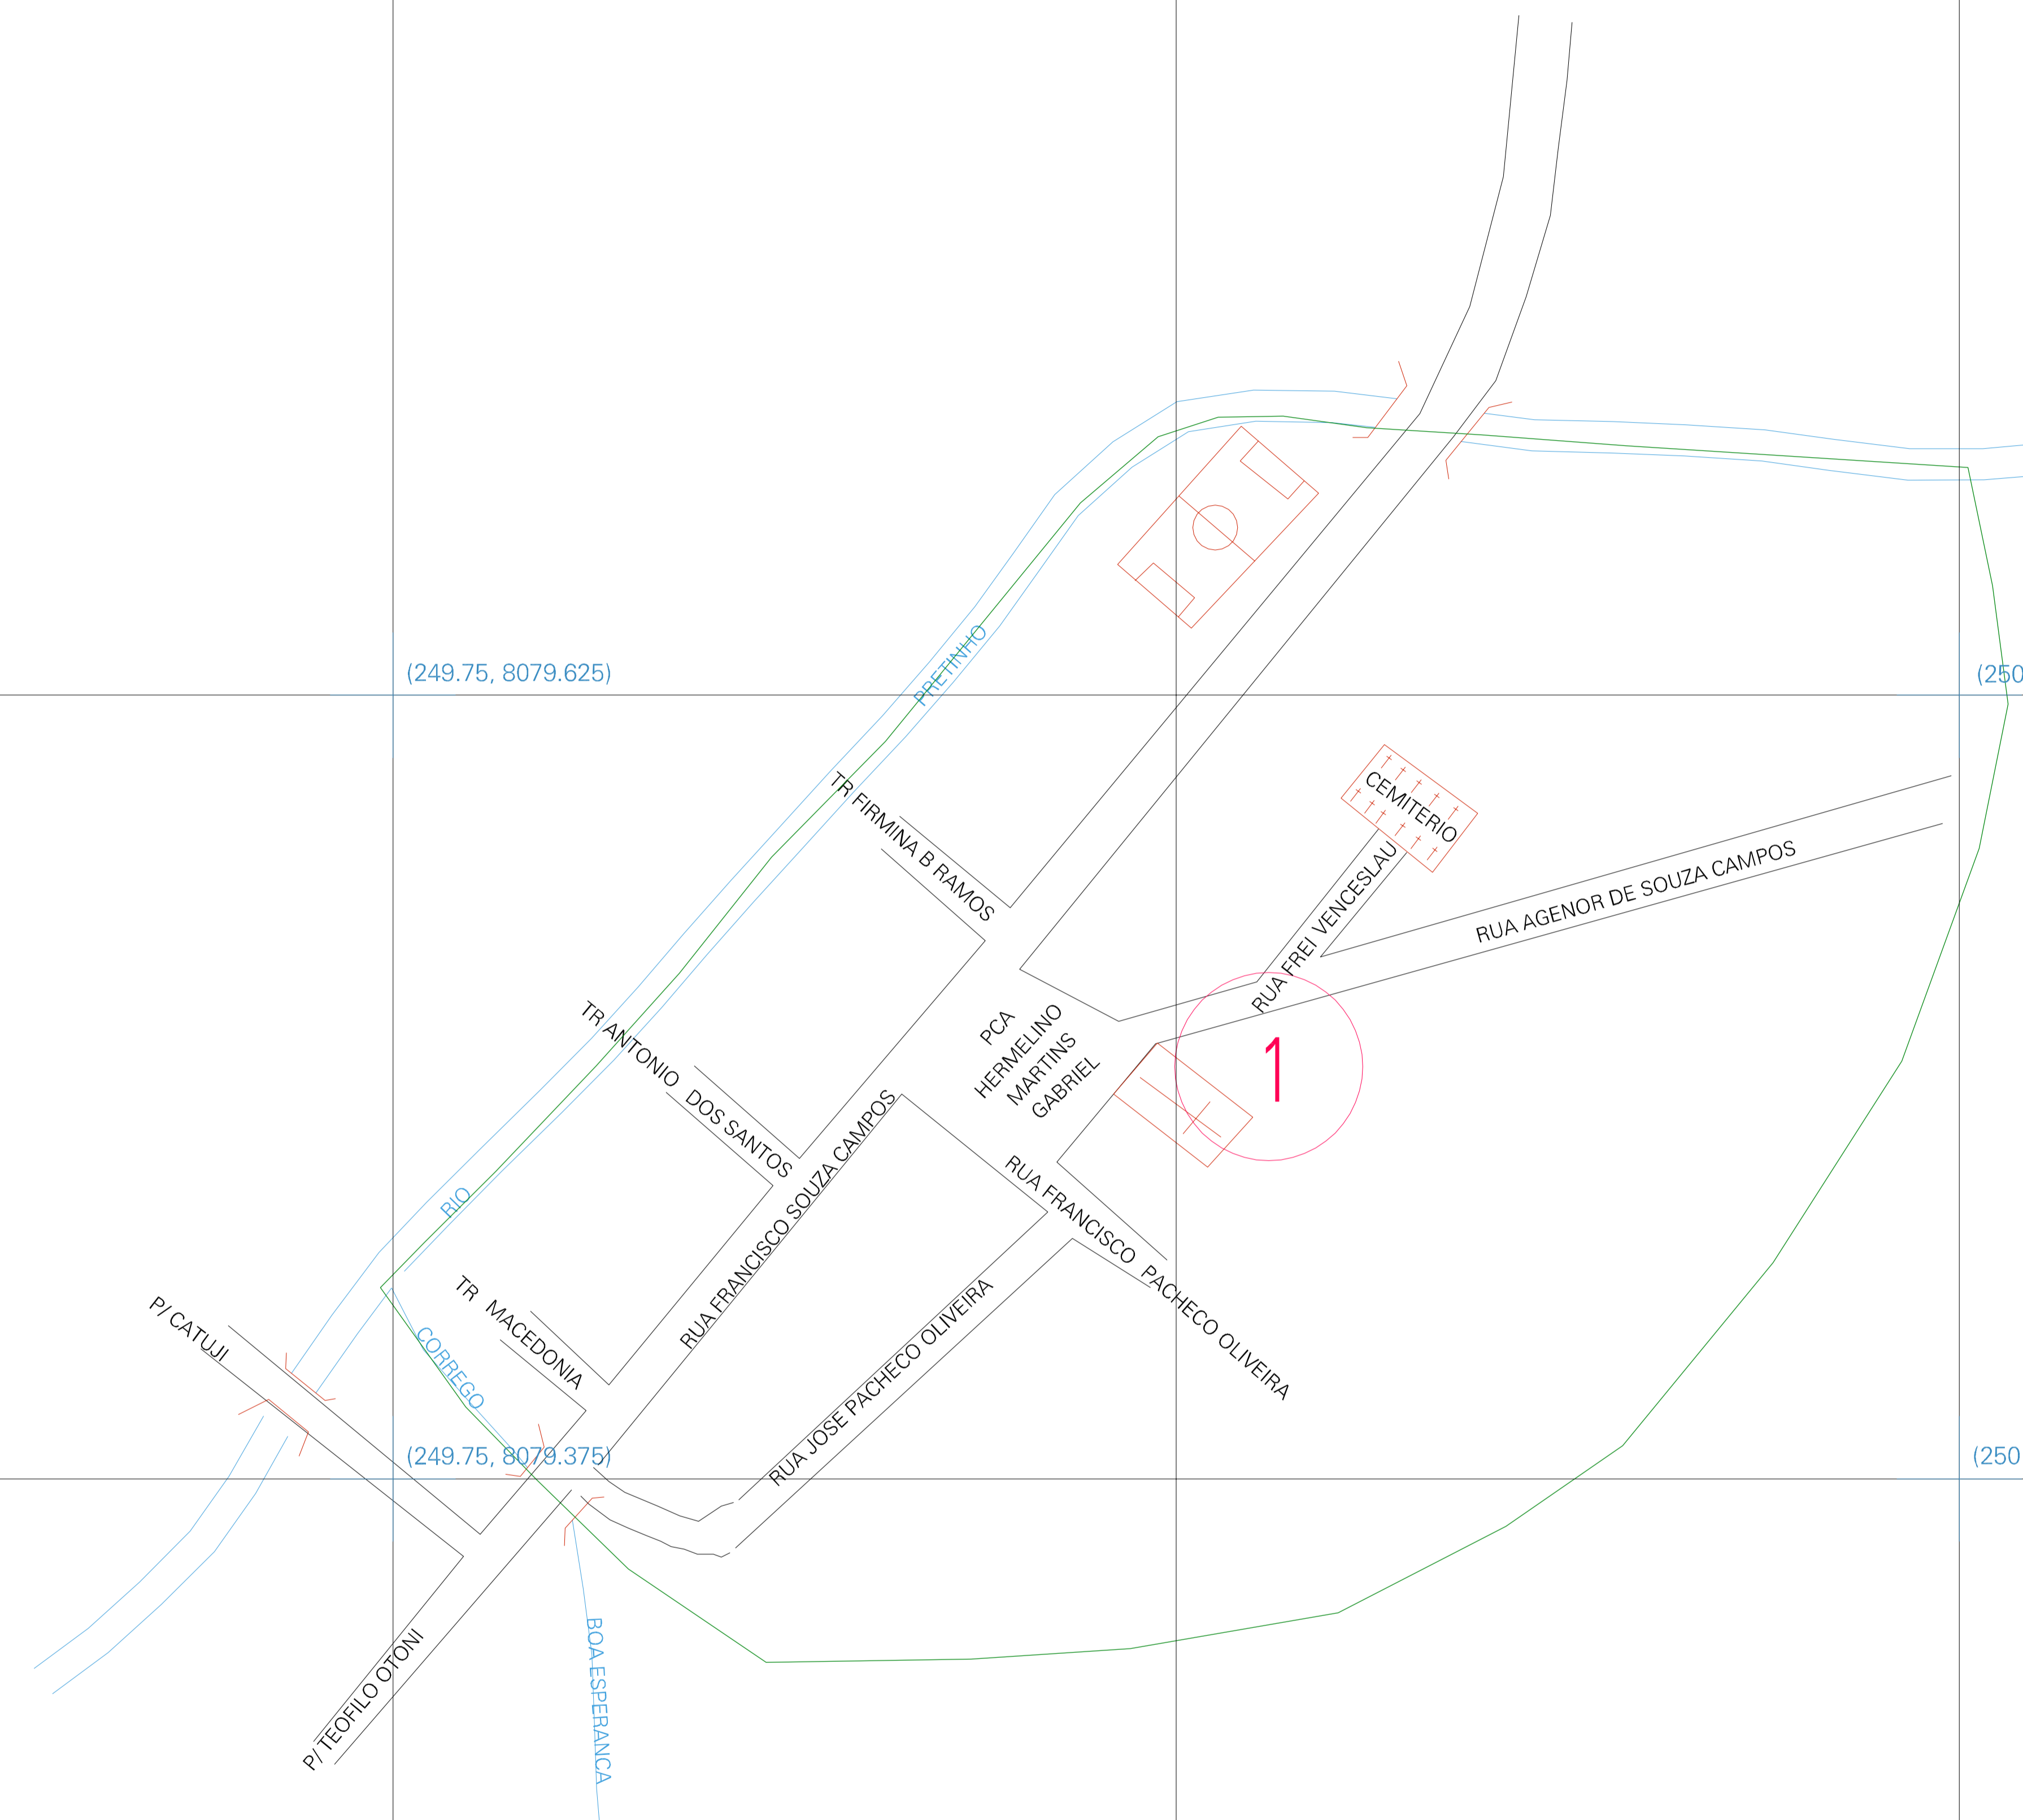 PRETINHO
(249.75, 8079.625)
(250
TR FIRMINA B RAMOS
CEMITERIO
RUA FREI VENCESLAU
RUA AGENOR DE SOUZA CAMPOS
TR ANTONIO DOS SANTOS
PCA
HERMELINO
MARTINS
GABRIEL
1
RUA FRANCISCO SOUZA CAMPOS
RUA FRANCISCO PACHECO OLIVEIRA
RIO
TR MACEDONIA
P/ CATUJI
CORREGO
RUA JOSE PACHECO OLIVEIRA
(249.75, 8079.375)
(250
BOA ESPERANCA
P/ TEOFILO OTONI